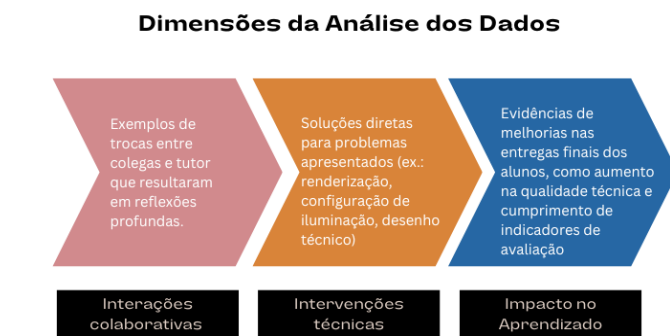 Dimensões da Análise dos Dados
Exemplos de
trocas entre
colegas e tutor
que resultaram
em reflexões
profundas.
Soluções diretas
para problemas
apresentados (ex.:
renderização,
configuração de
iluminação, desenho
técnico)
Evidências de
melhorias nas
entregas finais dos
alunos, como aumento
na qualidade técnica e
cumprimento de
indicadores de
avaliação
Interações
colaborativas
Intervenções
técnicas
Impacto no
Aprendizado